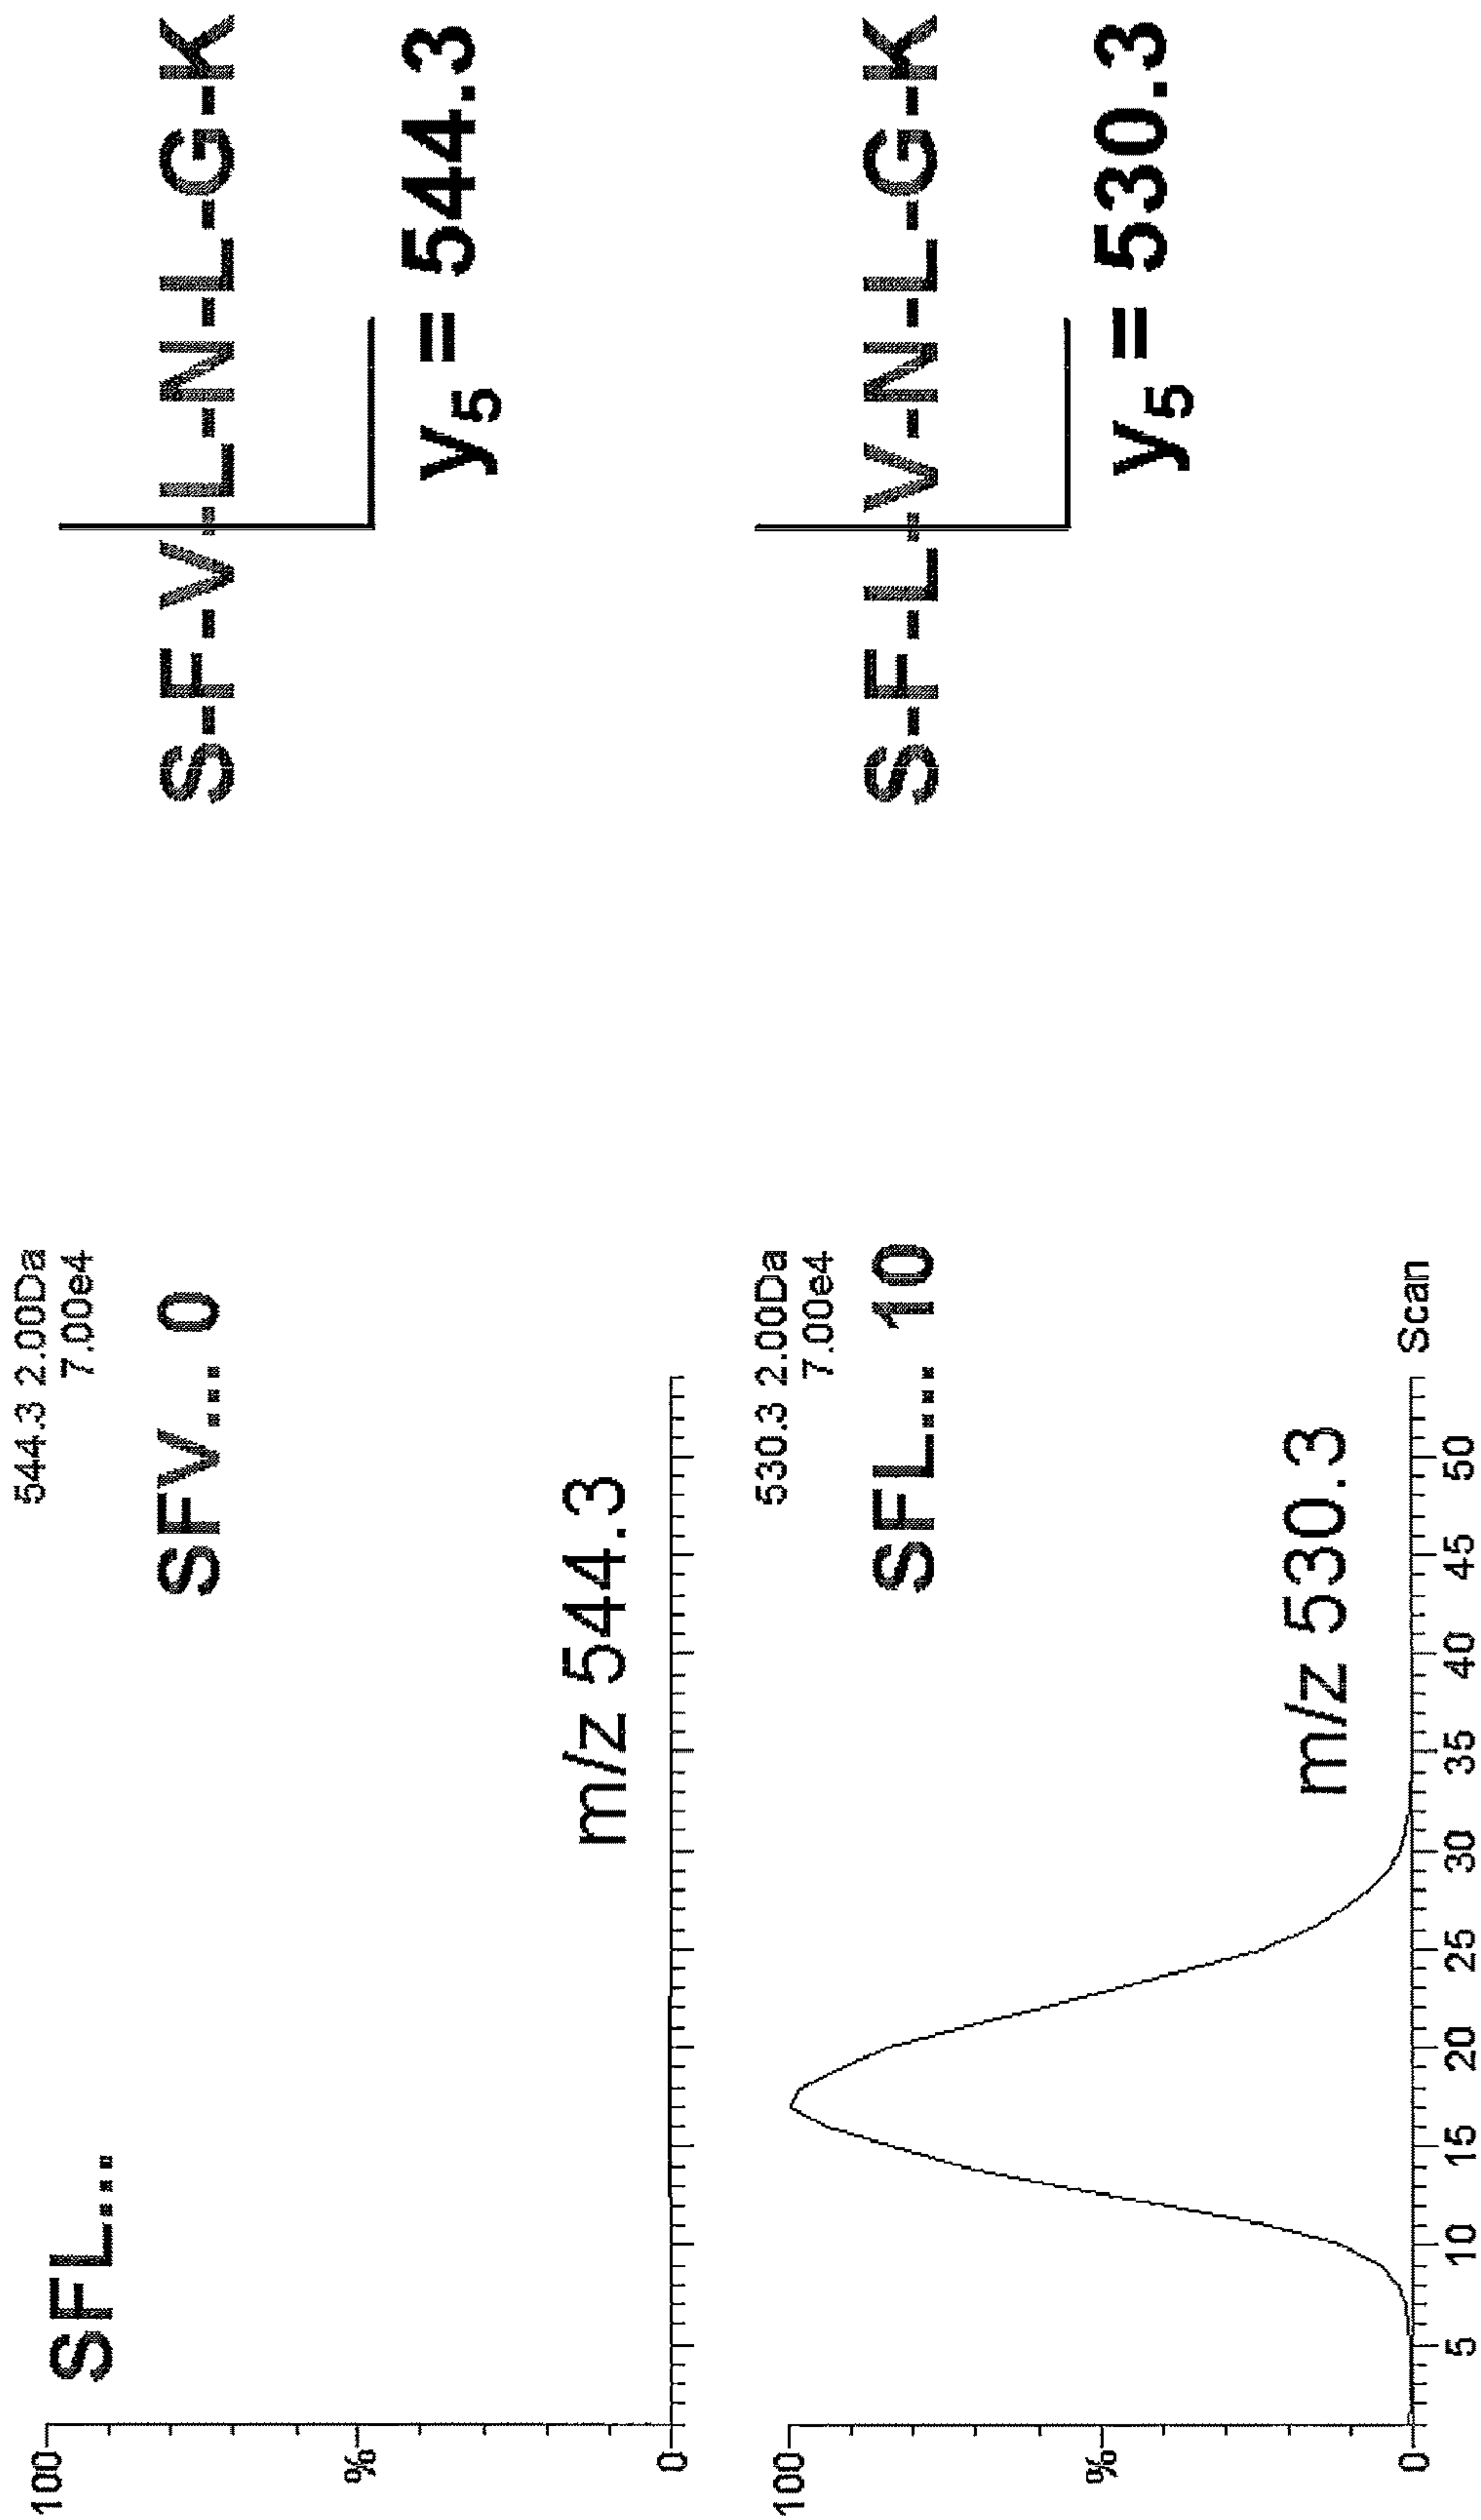 SFL...
544.3 2.00Da
7.00e4
SFV... 0
100
%
0
m/z 544.3
S-F-V-L-N-L-G-K
y5 = 544.3
530.3 2.00Da
7.00e4
SFL... 10
100
%
0
m/z 530.3
5 10 15 20 25 30 35 40 45 50
Scan
S-F-L-V-N-L-G-K
y5 = 530.3